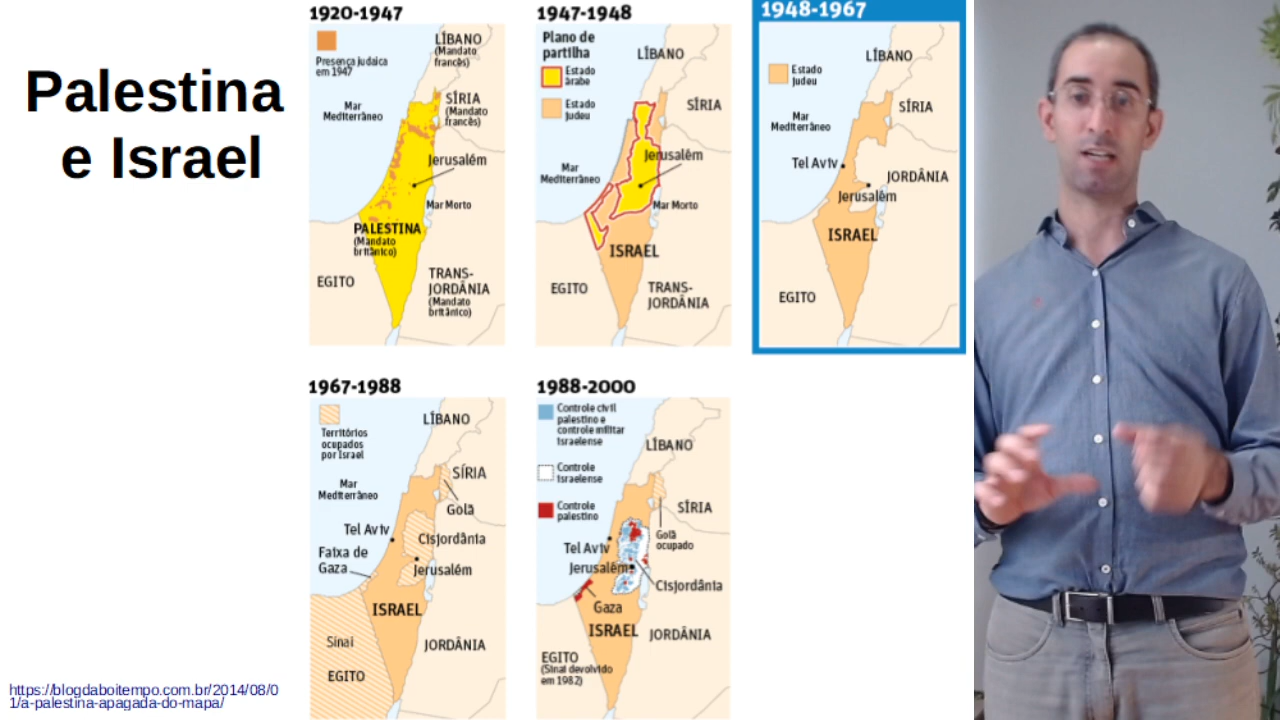 Palestina
e Israel
1920-1947
Presença judaica
em 1947
LÍBANO
(Mandato
francês)
SÍRIA
(Mandato
francês)
Mar
Mediterrâneo
Jerusalém
Mar Morto
PALESTINA
(Mandato
britânico)
EGITO
TRANS-
JORDÂNIA
(Mandato
britânico)
1947-1948
Plano de
partilha
Estado
árabe
Estado
Judeu
LÍBANO
SÍRIA
Jerusalém
Mar
Mediterrâneo
Mar Morto
ISRAEL
EGITO
TRANS-
JORDÂNIA
1948-1967
Estado
Judeu
LÍBANO
SÍRIA
Mar
Mediterrâneo
Tel Aviv
JORDÂNIA
Jerusalém
ISRAEL
EGITO
1967-1988
Territórios
ocupados
por Israel
LÍBANO
SÍRIA
Mar
Mediterrâneo
Golã
Tel Aviv
Cisjordânia
Faixa de
Gaza
Jerusalém
ISRAEL
Sinai
JORDÂNIA
EGITO
1988-2000
Controle civil
palestino e
controle militar
israelense
Controle
israelense
Controle
palestino
LÍBANO
SÍRIA
Golã
ocupado
Tel Aviv
Jerusalém
Cisjordânia
Gaza
ISRAEL
JORDÂNIA
EGITO
(Sinai devolvido
em 1982)
https://blogdaboitempo.com.br/2014/08/0
1/a-palestina-apagada-do-mapa/